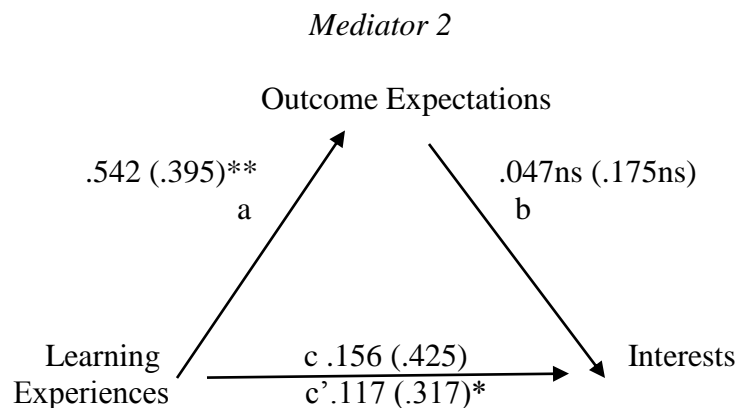 Mediator 2
Outcome Expectations
.542 (.395)**
a
.047ns (.175ns)
b
Learning
Experiences
c .156 (.425)
c’.117 (.317)*
Interests